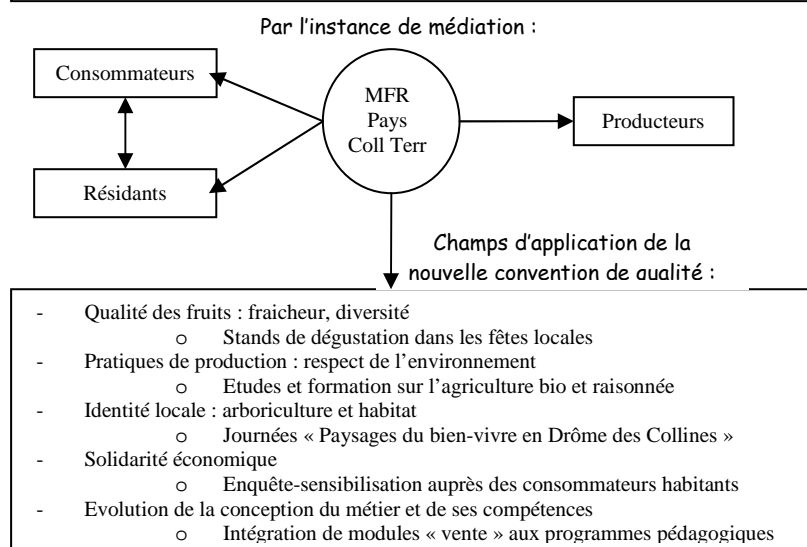 Par l'instance de médiation :
Consommateurs
MFR
Pays
Coll Terr
Producteurs
Résidants
Champs d'application de la
nouvelle convention de qualité :
- Qualité des fruits : fraicheur, diversité
o Stands de dégustation dans les fêtes locales
- Pratiques de production : respect de l'environnement
o Etudes et formation sur l'agriculture bio et raisonnée
- Identité locale : arboriculture et habitat
o Journées « Paysages du bien-vivre en Drôme des Collines »
- Solidarité économique
o Enquête-sensibilisation auprès des consommateurs habitants
- Evolution de la conception du métier et de ses compétences
o Intégration de modules « vente » aux programmes pédagogiques